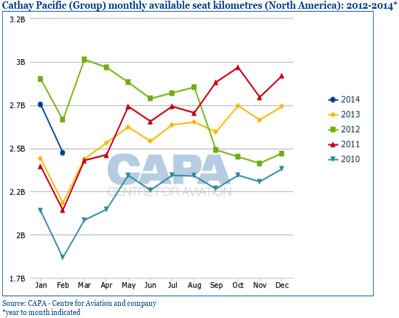 Cathay Pacific (Group) monthly available seat kilometres (North America): 2012-2014*
3.2B
3B
2.7B
2.5B
2.2B
2B
1.7B
Jan Feb Mar Apr May Jun Jul Aug Sep Oct Nov Dec
2014
2013
2012
2011
2010
CAPA
CENTRE FOR AVIATION
Source: CAPA - Centre for Aviation and company
*year to month indicated